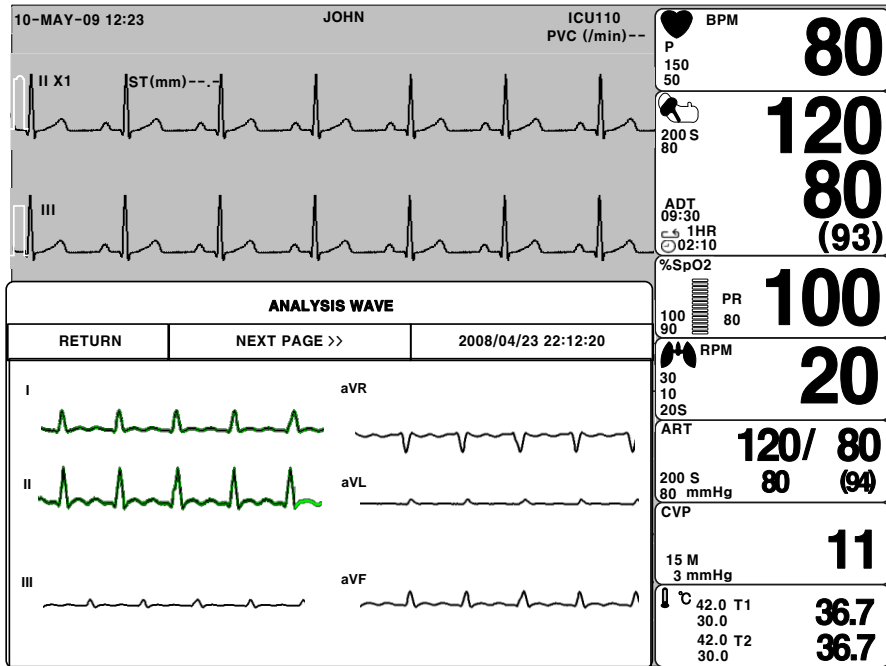 10-MAY-09 12:23 JOHN ICU110
PVC (/min)--
II X1 ST(mm)--.-
III
ANALYSIS WAVE
RETURN NEXT PAGE >> 2008/04/23 22:12:20
I aVR
II aVL
III aVF
BPM 80
P
150
50
120
200 S
80
80
ADT
09:30
1HR
02:10 (93)
%SpO2
100
PR
100 80
90
RPM 20
30
10
20S
ART
120/ 80
200 S 80 (94)
80 mmHg
CVP
11
15 M
3 mmHg
℃
42.0 T1 36.7
30.0
42.0 T2 36.7
30.0